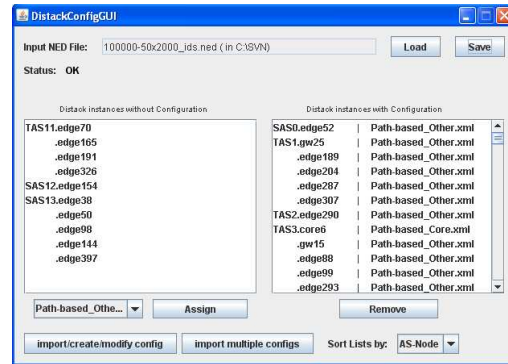 DistackConfigGUI
Input NED File: 100000-50x2000_ids.ned ( in C:\SVN) Load Save
Status: OK
Distack instances without Configuration
TAS11.edge70
.edge165
.edge191
.edge326
SAS12.edge154
SAS13.edge38
.edge50
.edge98
.edge144
.edge397
Distack instances with Configuration
SAS0.edge52 | Path-based_Other.xml
TAS1.gw25 | Path-based_Other.xml
.edge189 | Path-based_Other.xml
.edge204 | Path-based_Other.xml
.edge287 | Path-based_Other.xml
.edge307 | Path-based_Other.xml
TAS2.edge290 | Path-based_Other.xml
TAS3.core6 | Path-based_Core.xml
.gw15 | Path-based_Other.xml
.edge88 | Path-based_Other.xml
.edge99 | Path-based_Other.xml
.edge293 | Path-based_Other.xml
Path-based_Othe... Assign Remove
import/create/modify config import multiple configs Sort Lists by: AS-Node